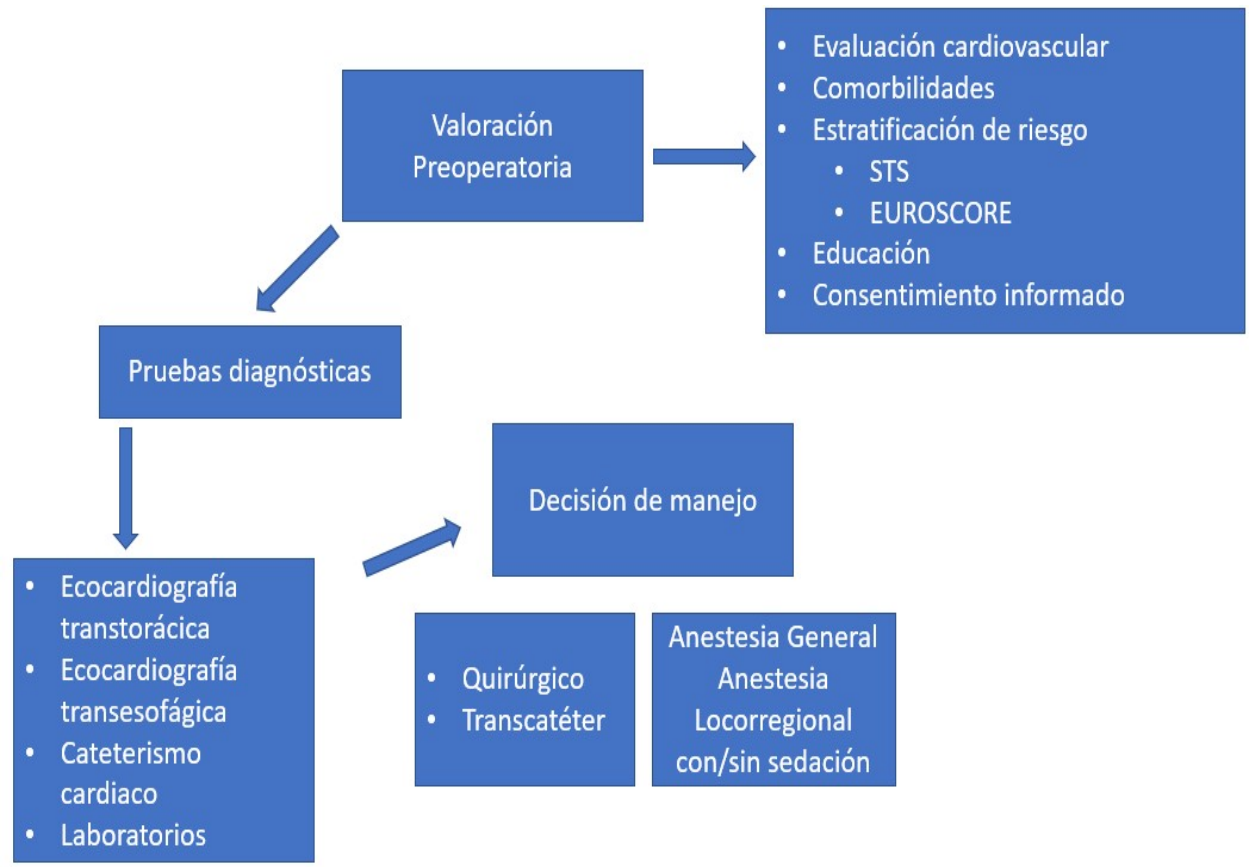 Valoración
Preoperatoria
• Evaluación cardiovascular
• Comorbilidades
• Estratificación de riesgo
• STS
• EUROSCORE
• Educación
• Consentimiento informado
Pruebas diagnósticas
• Ecocardiografía
transtorácica
• Ecocardiografía
transesofágica
• Cateterismo
cardiaco
• Laboratorios
Decisión de manejo
• Quirúrgico
• Transcatéter
Anestesia General
Anestesia
Locorregional
con/sin sedación